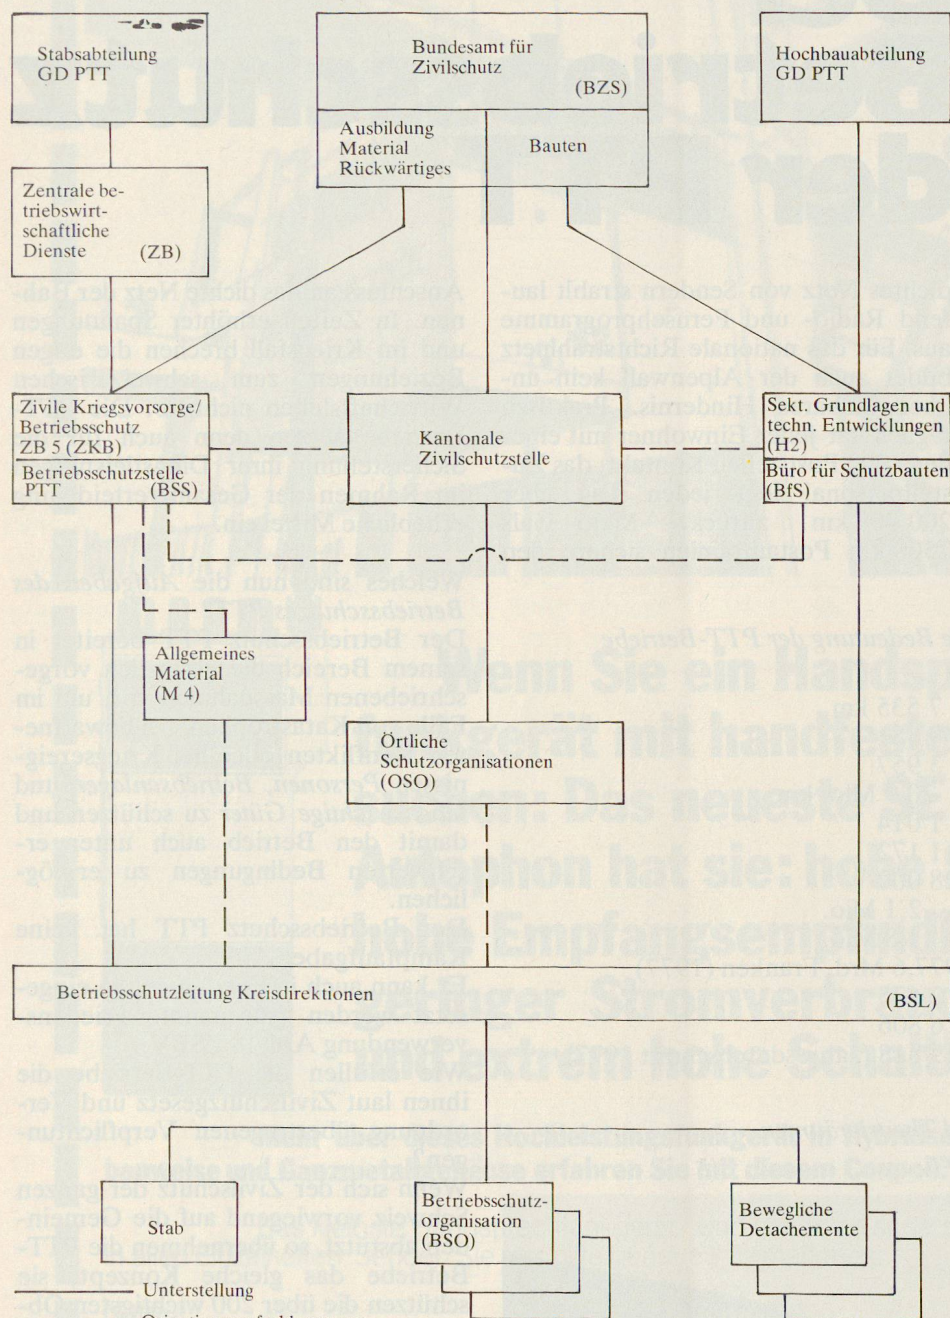 Stabsabteilung
GD PTT
Bundesamt für
Zivilschutz
(BZS)
Hochbauabteilung
GD PTT
Ausbildung
Material
Rückwärtiges
Bauten
Zentrale be-
triebswirt-
schaftliche
Dienste (ZB)
Zivile Kriegsvorsorge/
Betriebsschutz
ZB 5 (ZKB)
Betriebsschutzstelle
PTT (BSS)
Kantonale
Zivilschutzstelle
Sekt. Grundlagen und
techn. Entwicklungen
(H2)
Büro für Schutzbauten
(BfS)
Allgemeines
Material
(M 4)
Örtliche
Schutzorganisationen
(OSO)
Betriebsschutzleitung Kreisdirektionen (BSL)
Stab
Betriebsschutz-
organisation
(BSO)
Bewegliche
Detachemente
Unterstellung